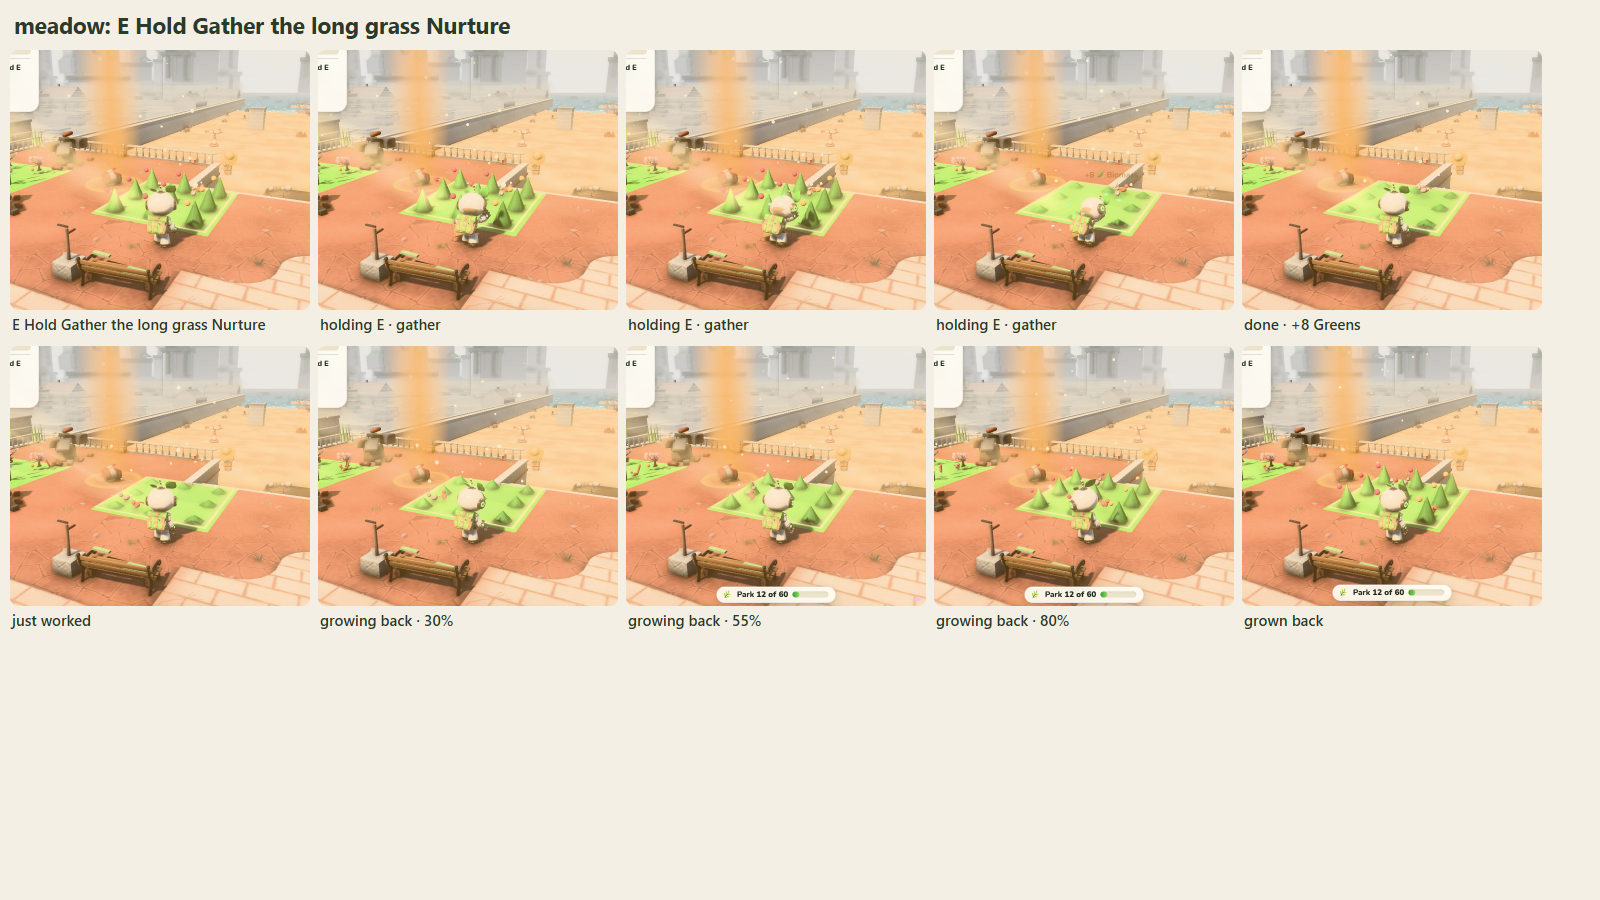 meadow: E Hold Gather the long grass Nurture
d E
d E
d E
d E
d E
+8
E Hold Gather the long grass Nurture
holding E · gather
holding E · gather
holding E · gather
done · +8 Greens
d E
d E
d E
d E
d E
Park 12 of 60
Park 12 of 60
Park 12 of 60
just worked
growing back · 30%
growing back · 55%
growing back · 80%
grown back